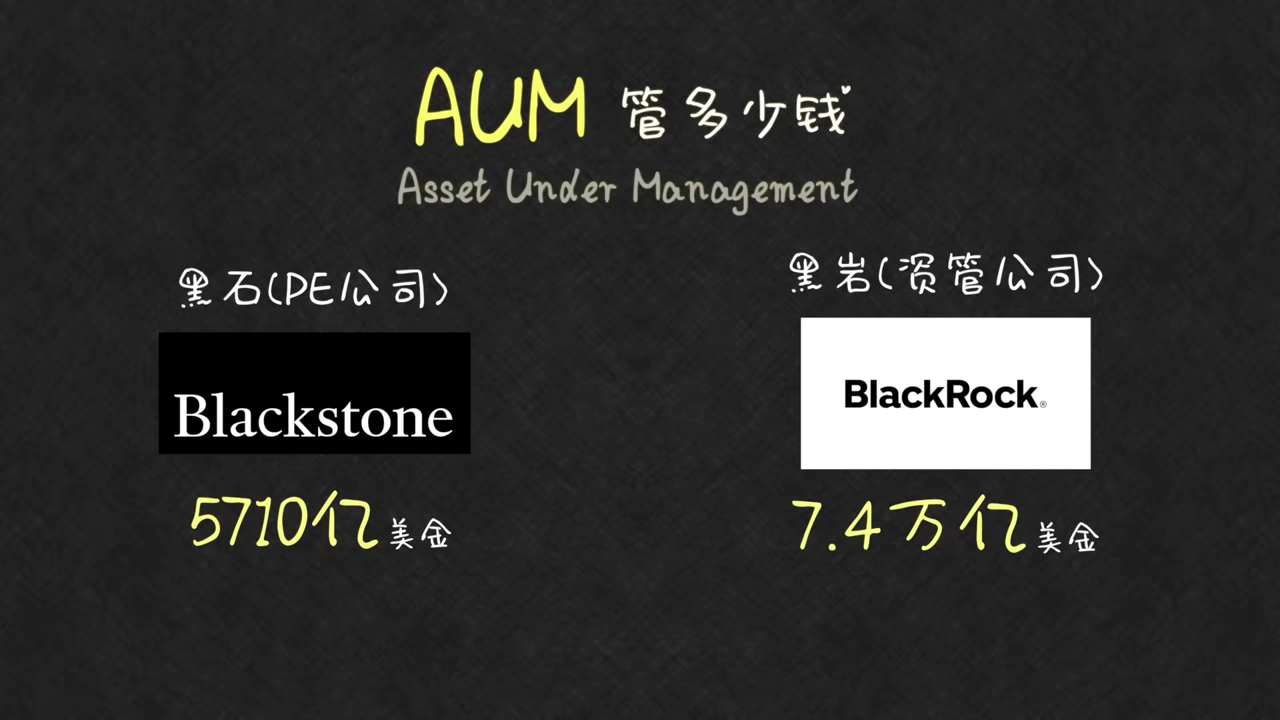 AUM 管多少钱
Asset Under Management
黑石(PE公司)
黑岩(资管公司)
Blackstone
BlackRock®
5710亿美金
7.4万亿美金